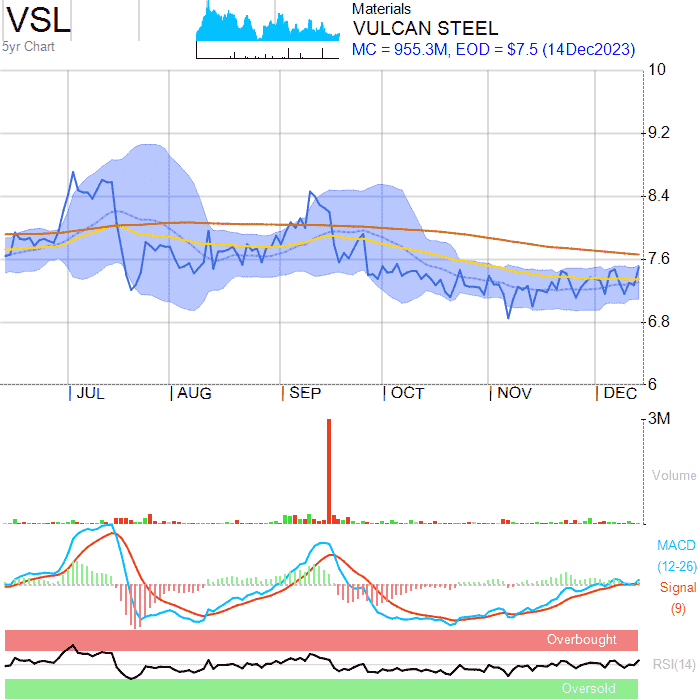 VSL
5yr Chart
Materials
VULCAN STEEL
MC = 955.3M, EOD = $7.5 (14Dec2023)
10
9.2
8.4
7.6
6.8
6
JUL AUG SEP OCT NOV DEC
3M
Volume
MACD
(12-26)
Signal
(9)
Overbought
RSI(14)
Oversold